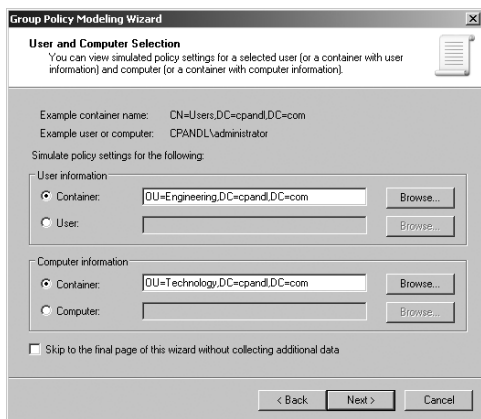 Group Policy Modeling Wizard
User and Computer Selection
You can view simulated policy settings for a selected user (or a container with user
information) and computer (or a container with computer information).
Example container name: CN=Users,DC=cpandl,DC=com
Example user or computer: CPANDL\administrator
Simulate policy settings for the following:
User information
Container: OU=Engineering,DC=cpandl,DC=com Browse...
User: Browse...
Computer information
Container: OU=Technology,DC=cpandl,DC=com Browse...
Computer: Browse...
Skip to the final page of this wizard without collecting additional data
< Back Next > Cancel